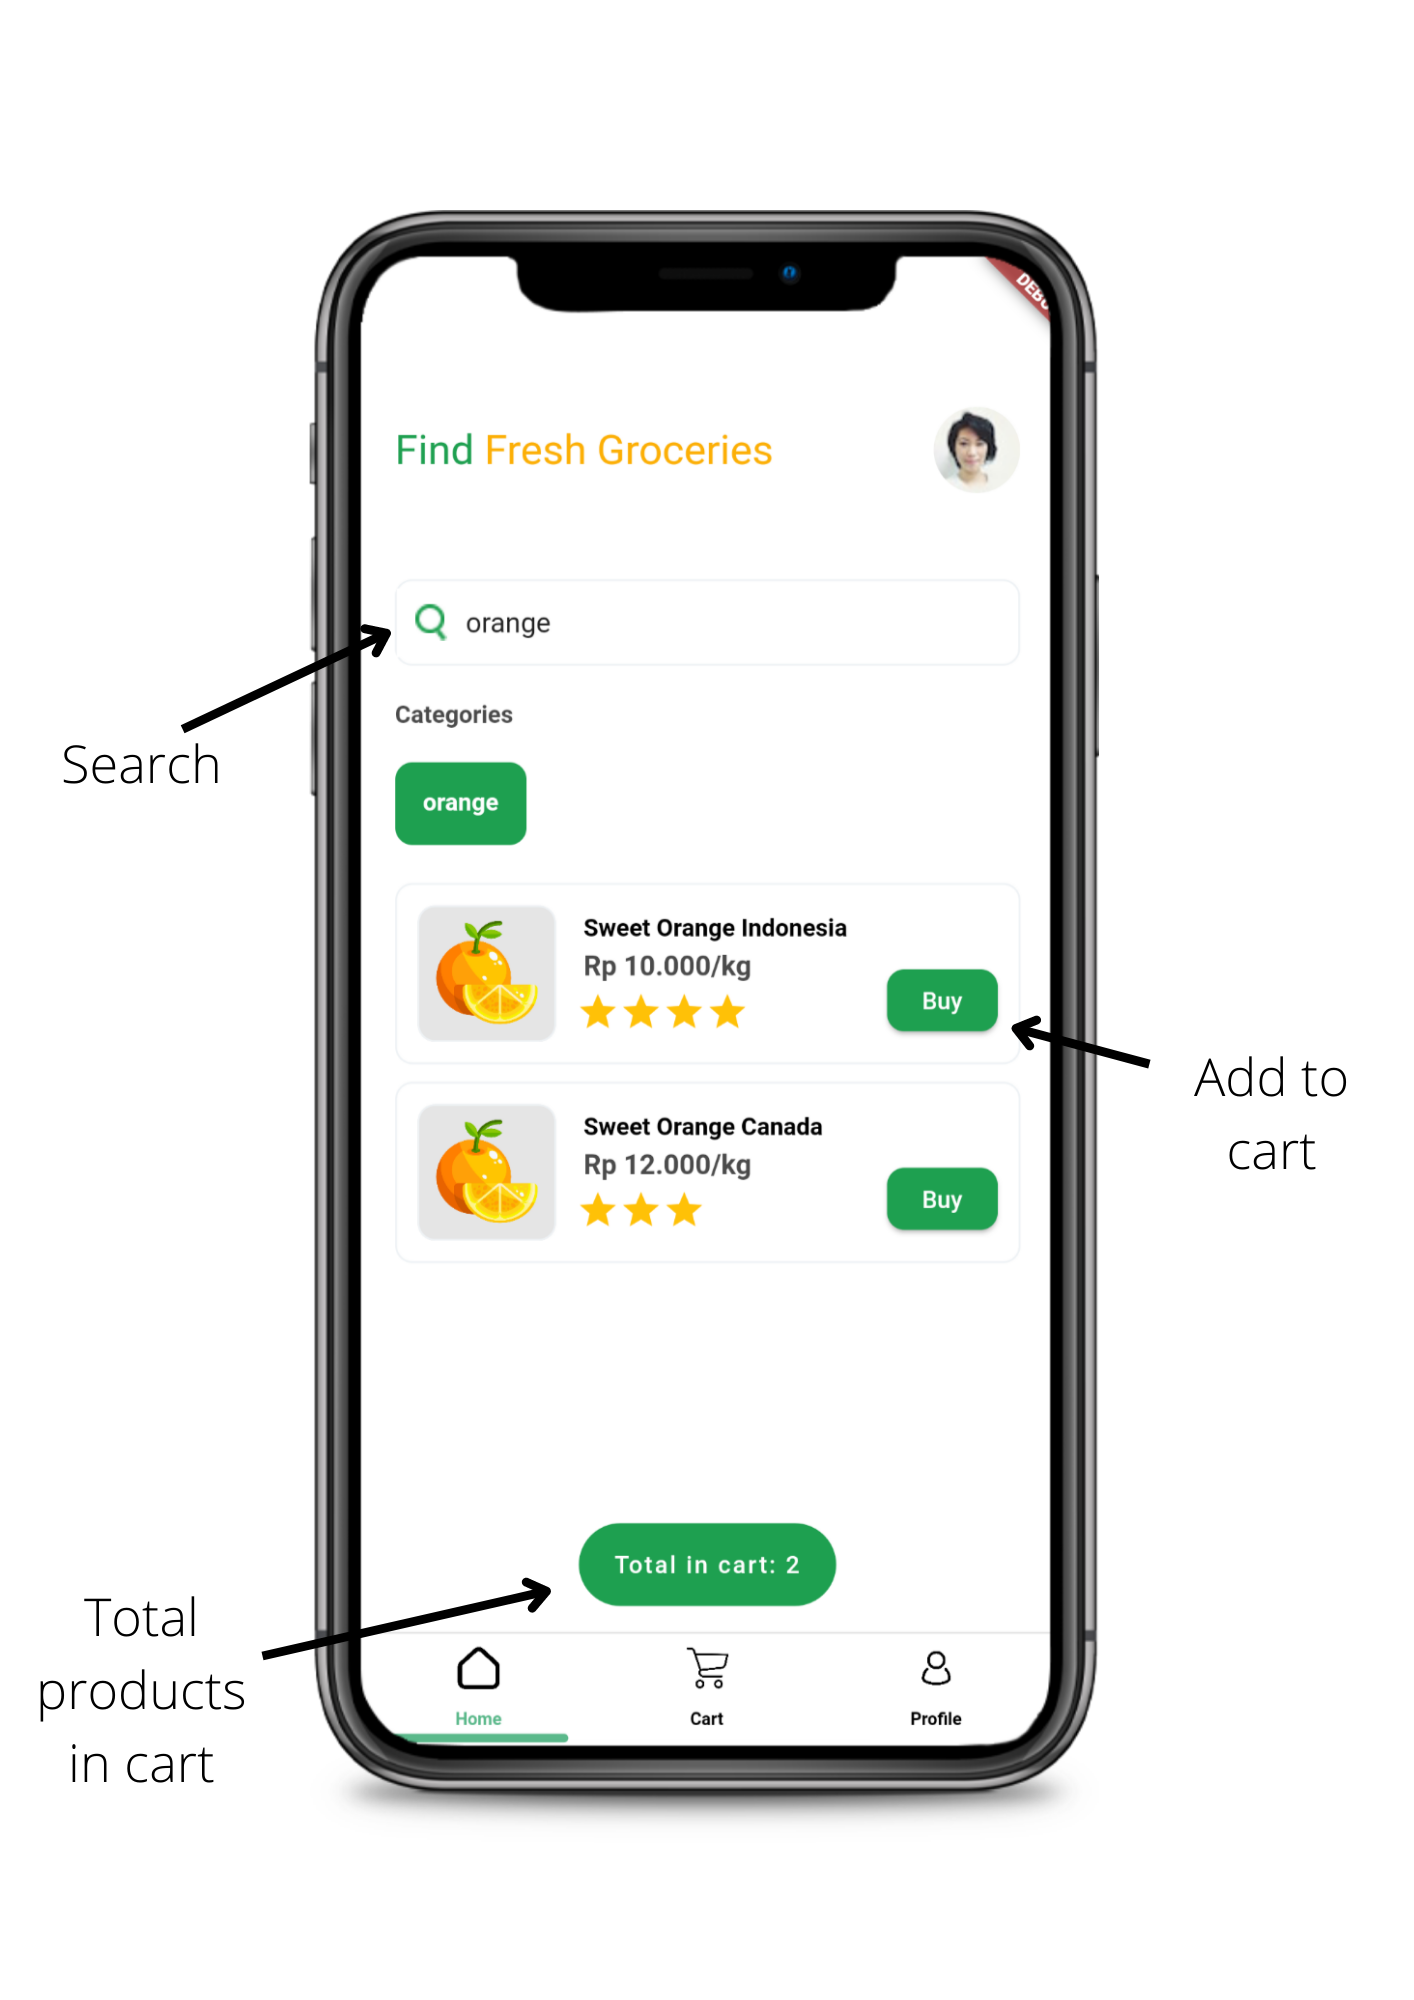 Find Fresh Groceries
orange
Search
Categories
orange
Sweet Orange Indonesia
Rp 10.000/kg
Buy
Add to
cart
Sweet Orange Canada
Rp 12.000/kg
Buy
Total in cart: 2
Total
products
in cart
Home
Cart
Profile